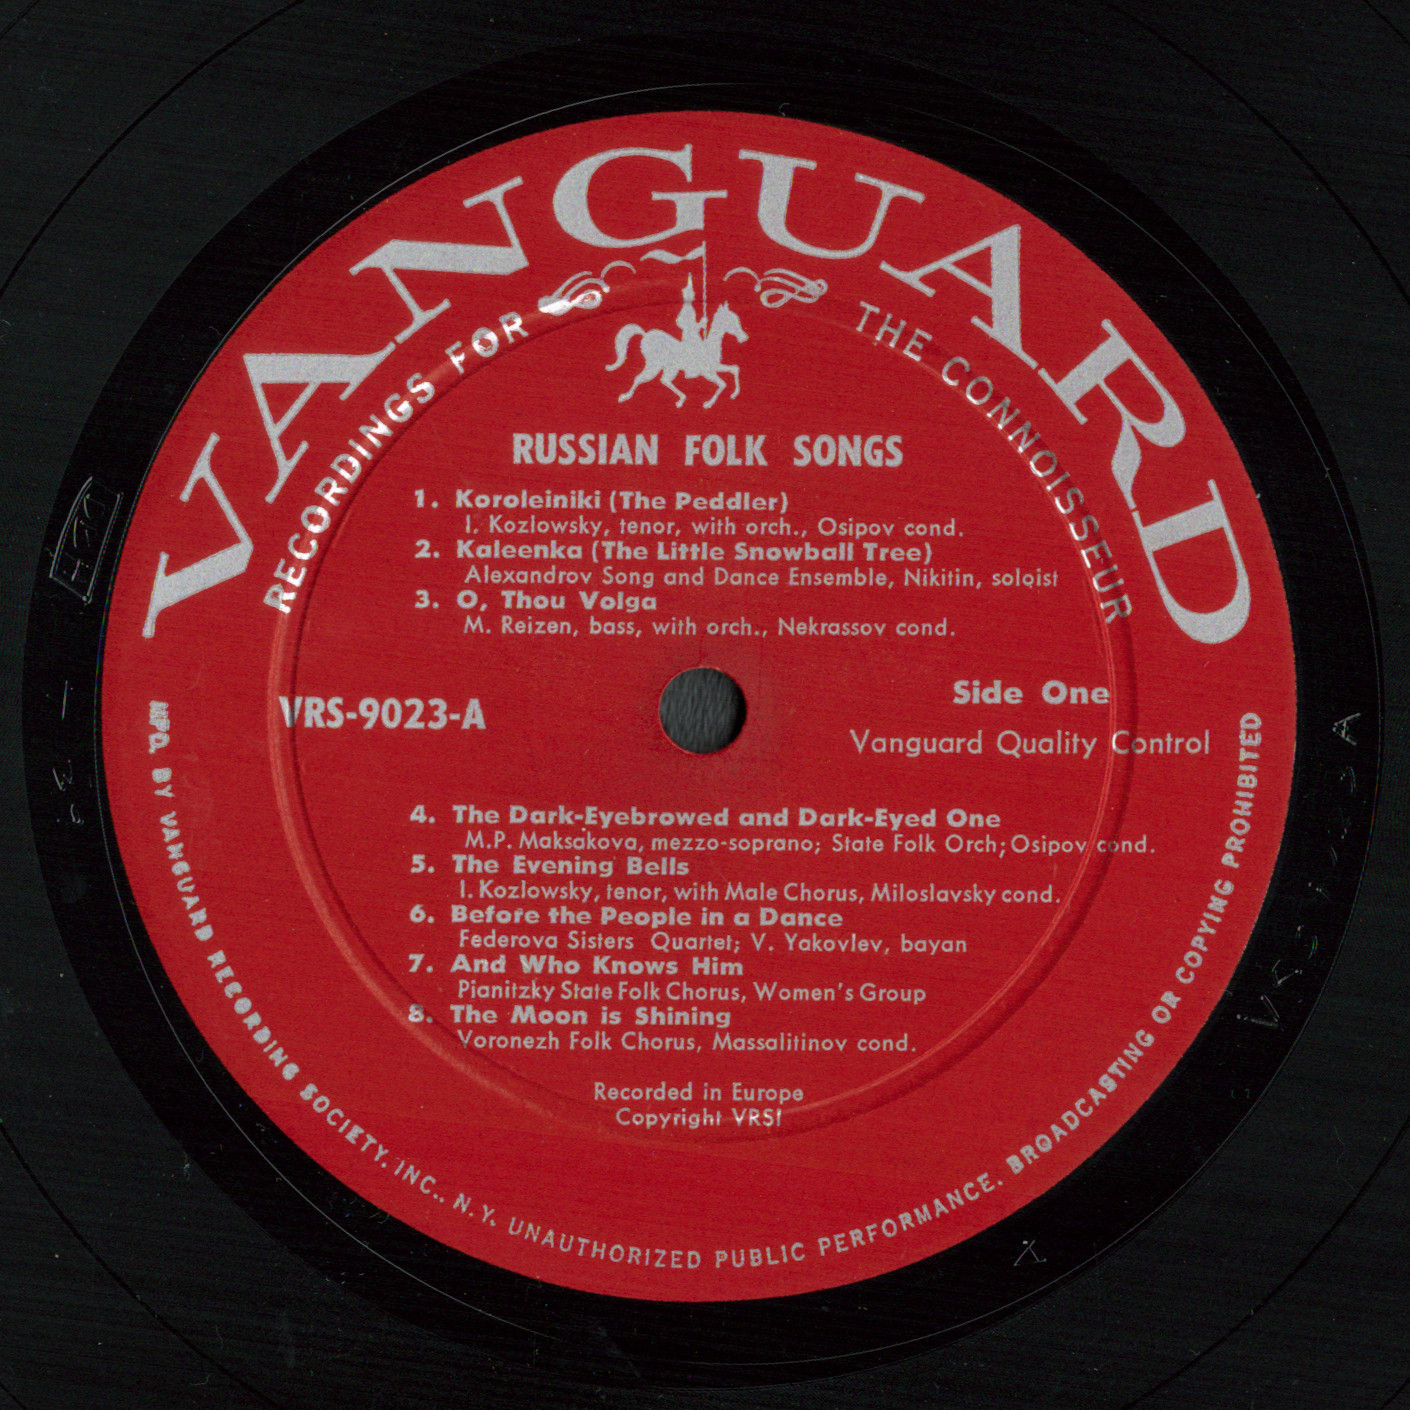 VANGUARD
RECORDINGS FOR THE CONNOISSEUR
RUSSIAN FOLK SONGS
1. Koroleiniki (The Peddler)
I. Kozlowsky, tenor, with orch., Osipov cond.
2. Kaleenka (The Little Snowball Tree)
Alexandrov Song and Dance Ensemble, Nikitin, soloist
3. O, Thou Volga
M. Reizen, bass, with orch., Nekrassov cond.
Side One
VRS-9023-A
Vanguard Quality Control
4. The Dark-Eyebrowed and Dark-Eyed One
M.P. Maksakova, mezzo-soprano; State Folk Orch; Osipov cond.
5. The Evening Bells
I. Kozlowsky, tenor, with Male Chorus, Miloslavsky cond.
6. Before the People in a Dance
Federova Sisters Quartet; V. Yakovlev, bayan
7. And Who Knows Him
Pianitzky State Folk Chorus, Women's Group
8. The Moon is Shining
Voronezh Folk Chorus, Massalitinov cond.
Recorded in Europe
Copyright VRSI
MFG. BY VANGUARD RECORDING SOCIETY, INC., N.Y. UNAUTHORIZED PUBLIC PERFORMANCE, BROADCASTING OR COPYING PROHIBITED